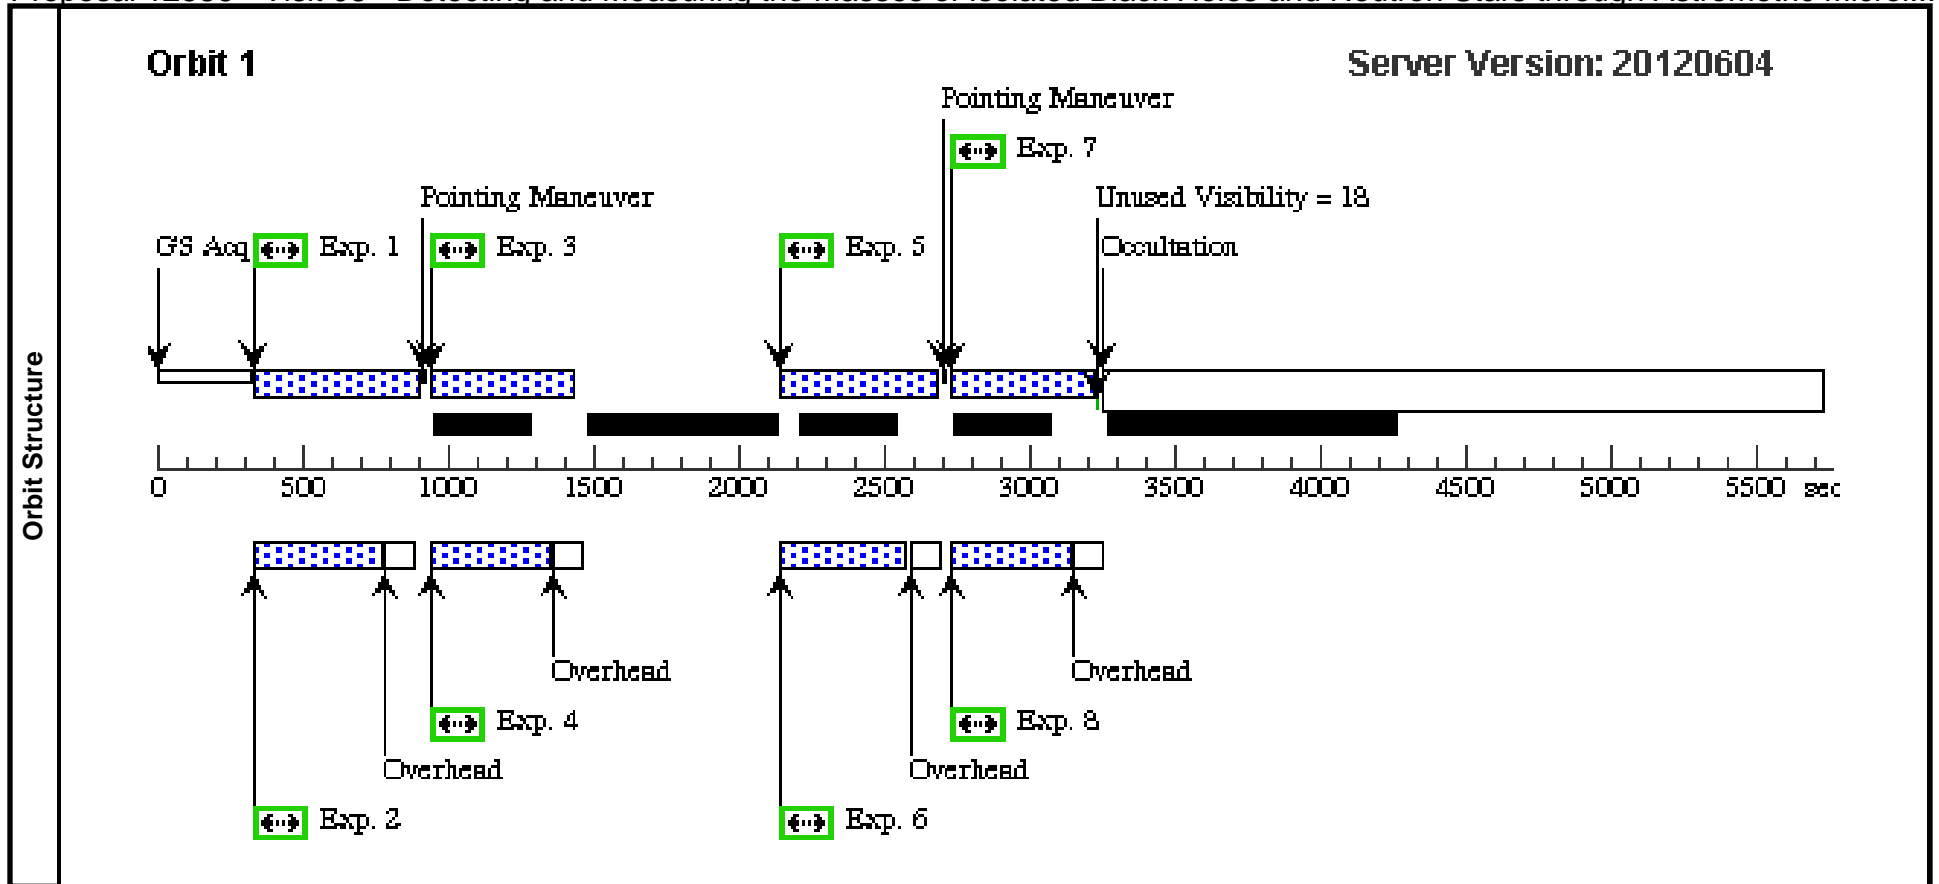 Orbit 1
Server Version: 20120604
Pointing Maneuver
Exp. 7
Pointing Maneuver
Unused Visibility = 18
GS Acq
Exp. 1
Exp. 3
Exp. 5
Occultation
Orbit Structure
0 500 1000 1500 2000 2500 3000 3500 4000 4500 5000 5500 sec
Overhead
Overhead
Exp. 4
Exp. 8
Overhead
Overhead
Exp. 2
Exp. 6